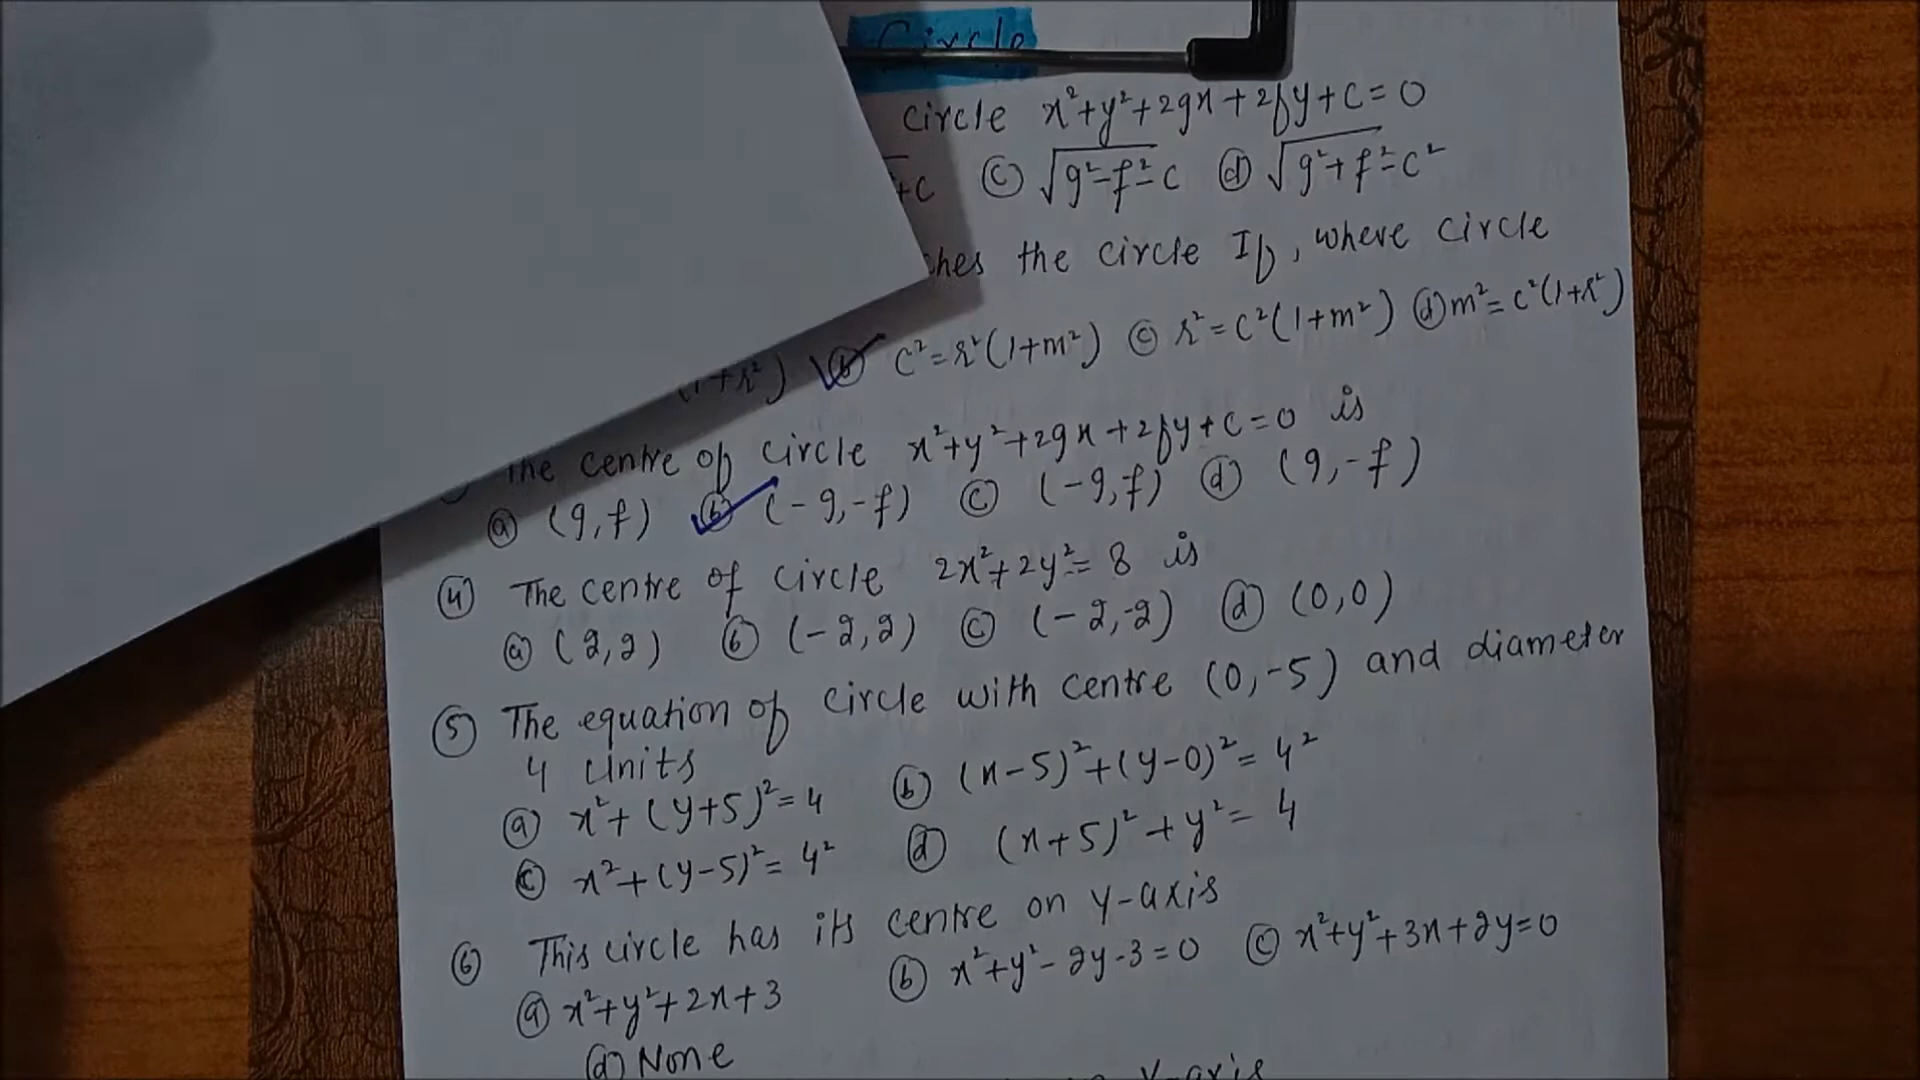 Circle
circle x²+y²+2gx+2fy+c=0
+c ⓒ √g²-f²-c ⓓ √g²+f²-c²
ches the circle If, where circle
(1+r²) ⓑ c²=r²(1+m²) ⓒ r²=c²(1+m²) ⓓ m²=c²(1+r²)
The centre of circle x²+y²+2gx+2fy+c=0 is
ⓐ (g,f) ⓑ (-g,-f) ⓒ (-g,f) ⓓ (g,-f)
④ The centre of circle 2x²+2y²=8 is
ⓐ (2,2) ⓑ (-2,2) ⓒ (-2,-2) ⓓ (0,0)
⑤ The equation of circle with centre (0,-5) and diameter
4 units
ⓐ x²+(y+5)²=4 ⓑ (x-5)²+(y-0)²=4²
ⓒ x²+(y-5)²=4² ⓓ (x+5)²+y²=4
⑥ This circle has its centre on y-axis
ⓐ x²+y²+2x+3 ⓑ x²+y²-2y-3=0 ⓒ x²+y²+3x+2y=0
ⓓ None
y-axis